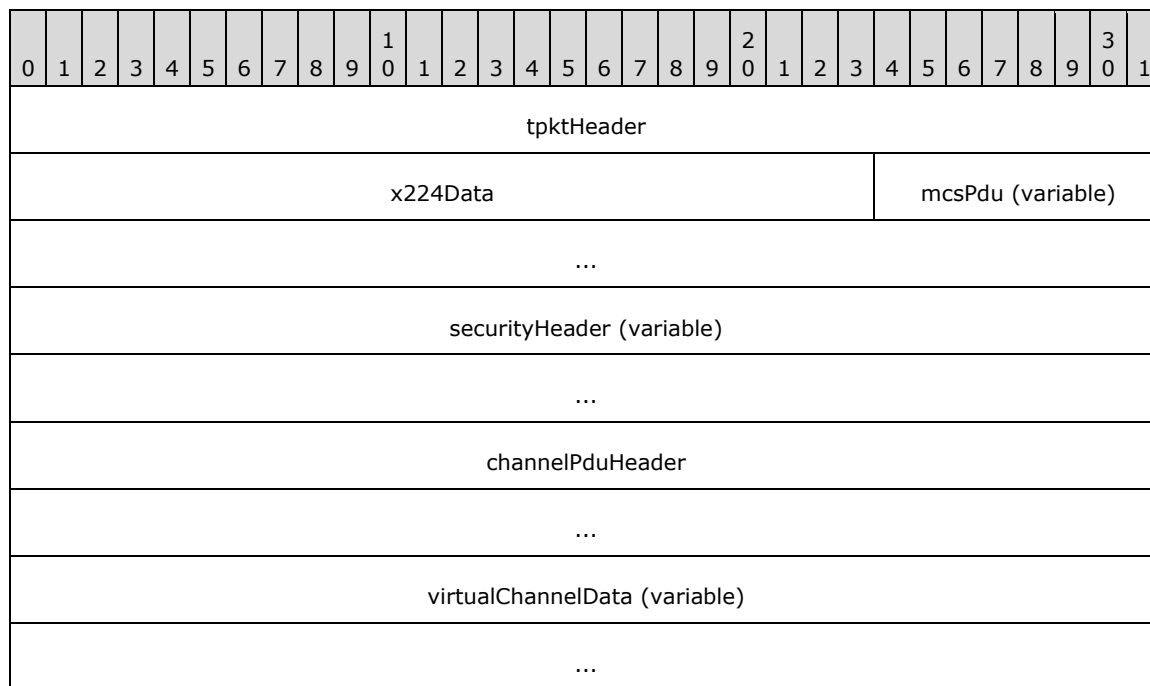 1 2 3
0 1 2 3 4 5 6 7 8 9 0 1 2 3 4 5 6 7 8 9 0 1 2 3 4 5 6 7 8 9 0 1
tpktHeader
x224Data mcsPdu (variable)
...
securityHeader (variable)
...
channelPduHeader
...
virtualChannelData (variable)
...